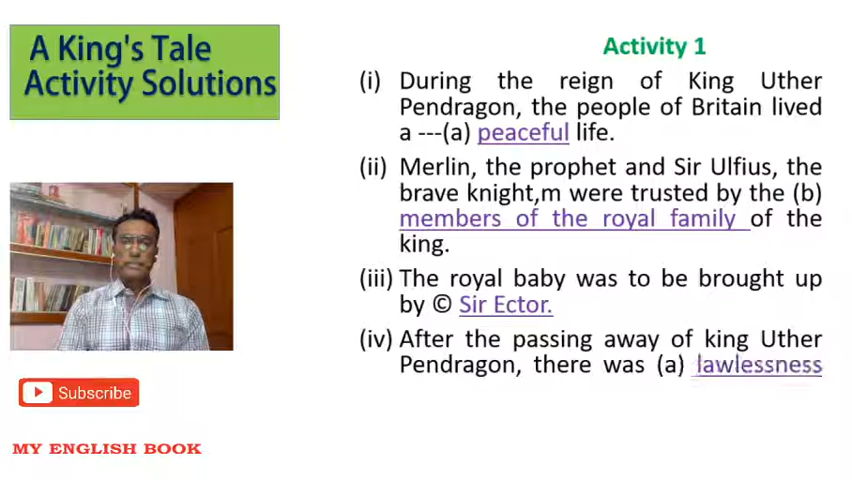 A King's Tale
Activity Solutions
Activity 1
(i) During the reign of King Uther
Pendragon, the people of Britain lived
a ---(a) peaceful life.
(ii) Merlin, the prophet and Sir Ulfius, the
brave knight,m were trusted by the (b)
members of the royal family of the
king.
(iii) The royal baby was to be brought up
by © Sir Ector.
(iv) After the passing away of king Uther
Pendragon, there was (a) lawlessness
Subscribe
MY ENGLISH BOOK